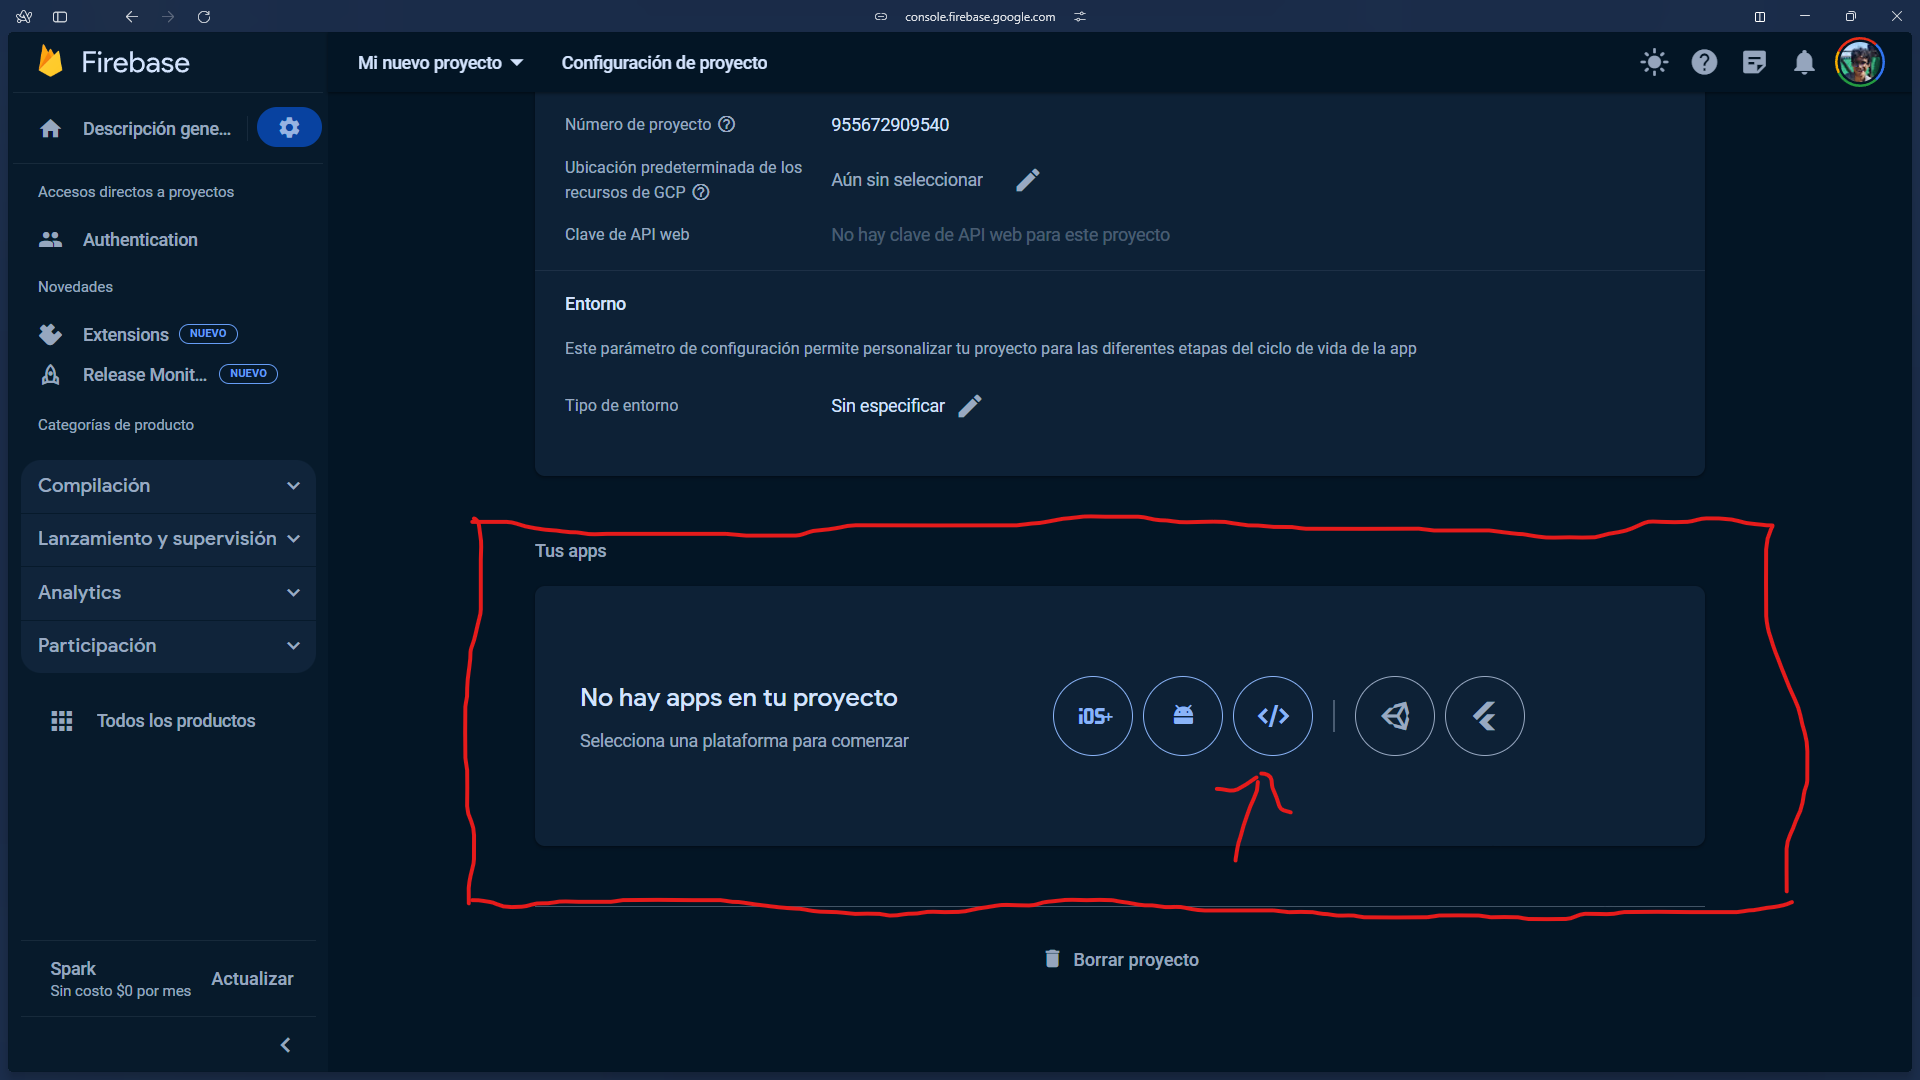 console.firebase.google.com
Firebase
Mi nuevo proyecto
Configuración de proyecto
Descripción gene...
Accesos directos a proyectos
Authentication
Novedades
Extensions NUEVO
Release Monit... NUEVO
Categorías de producto
Compilación
Lanzamiento y supervisión
Analytics
Participación
Todos los productos
Spark
Sin costo $0 por mes
Actualizar
Número de proyecto
955672909540
Ubicación predeterminada de los
recursos de GCP
Aún sin seleccionar
Clave de API web
No hay clave de API web para este proyecto
Entorno
Este parámetro de configuración permite personalizar tu proyecto para las diferentes etapas del ciclo de vida de la app
Tipo de entorno
Sin especificar
Tus apps
No hay apps en tu proyecto
Selecciona una plataforma para comenzar
iOS+
</>
Borrar proyecto